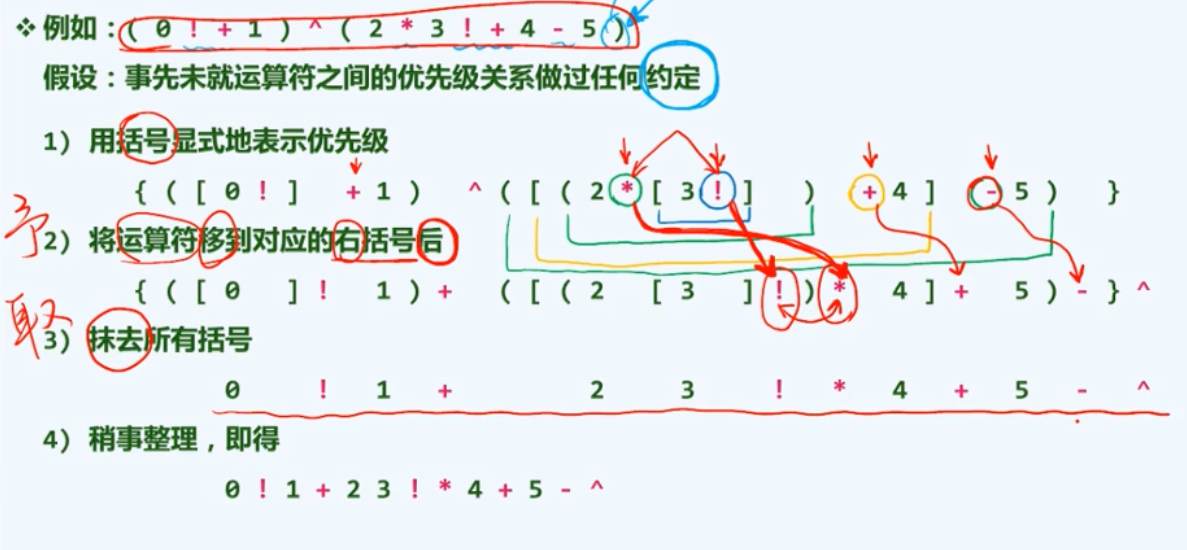 ❖ 例如：( 0 ! + 1 ) ^ ( 2 * 3 ! + 4 - 5 )
假设：事先未就运算符之间的优先级关系做过任何约定
1) 用括号显式地表示优先级
{ ( [ 0 ! ] + 1 ) ^ ( [ ( 2 * [ 3 ! ] ) + 4 ] - 5 ) }
予
2) 将运算符移到对应的右括号后
{ ( [ 0 ] ! 1 ) + ( [ ( 2 [ 3 ] ! ) * 4 ] + 5 ) - } ^
取
3) 抹去所有括号
0 ! 1 + 2 3 ! * 4 + 5 - ^
4) 稍事整理，即得
0 ! 1 + 2 3 ! * 4 + 5 - ^